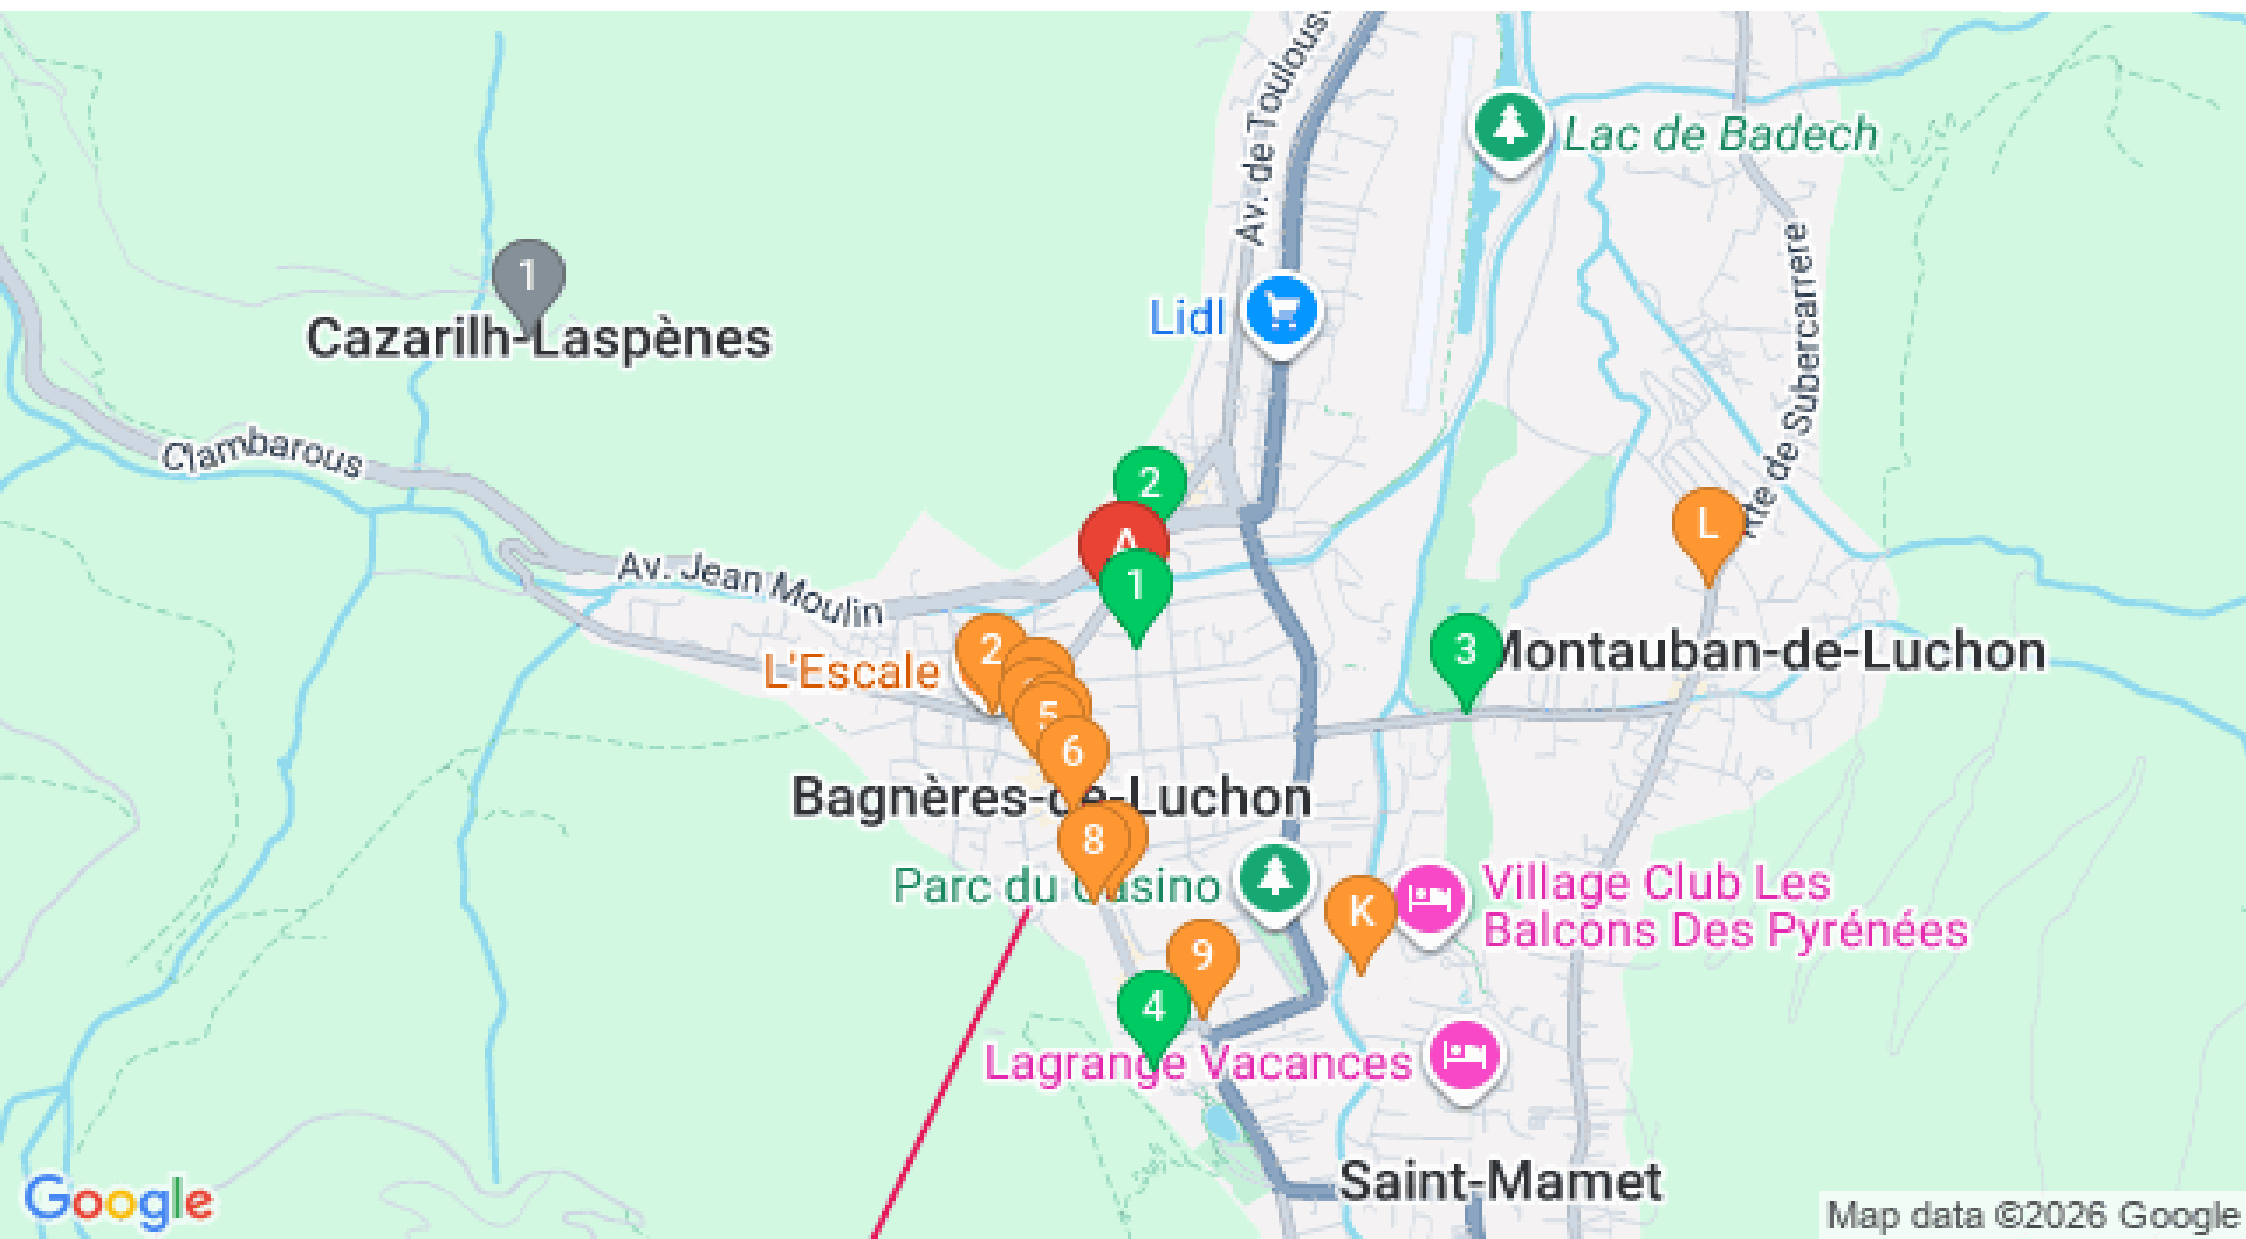 Av. de Toulouse
Lac de Badech
Rte de Subercarrere
1
Cazarilh-Laspènes
Lidl
Clambarous
2
A
L
Av. Jean Moulin
1
2
L'Escale
3
Montauban-de-Luchon
5
6
Bagnères-de-Luchon
8
Parc du Casino
Village Club Les
Balcons Des Pyrénées
K
9
4
Lagrange Vacances
Saint-Mamet
Google
Map data ©2026 Google